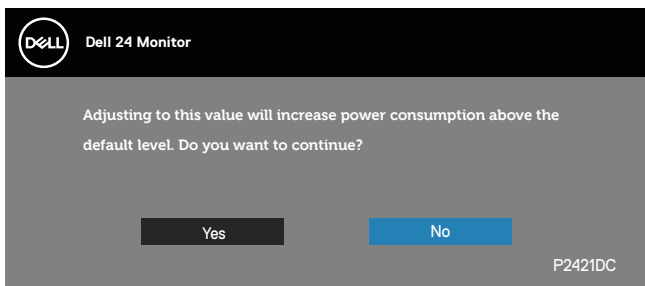 DELL
Dell 24 Monitor
Adjusting to this value will increase power consumption above the
default level. Do you want to continue?
Yes No
P2421DC